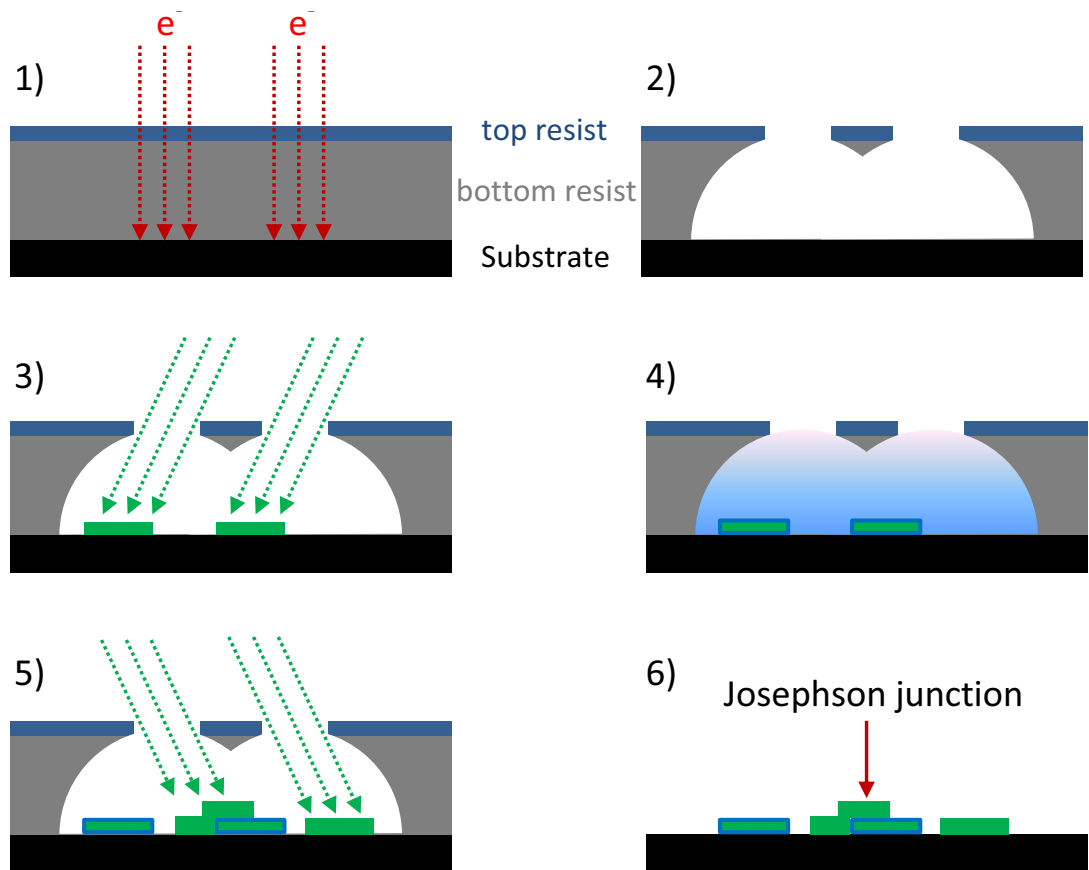 e-
e-
1)
2)
top resist
bottom resist
Substrate
3)
4)
5)
6)
Josephson junction